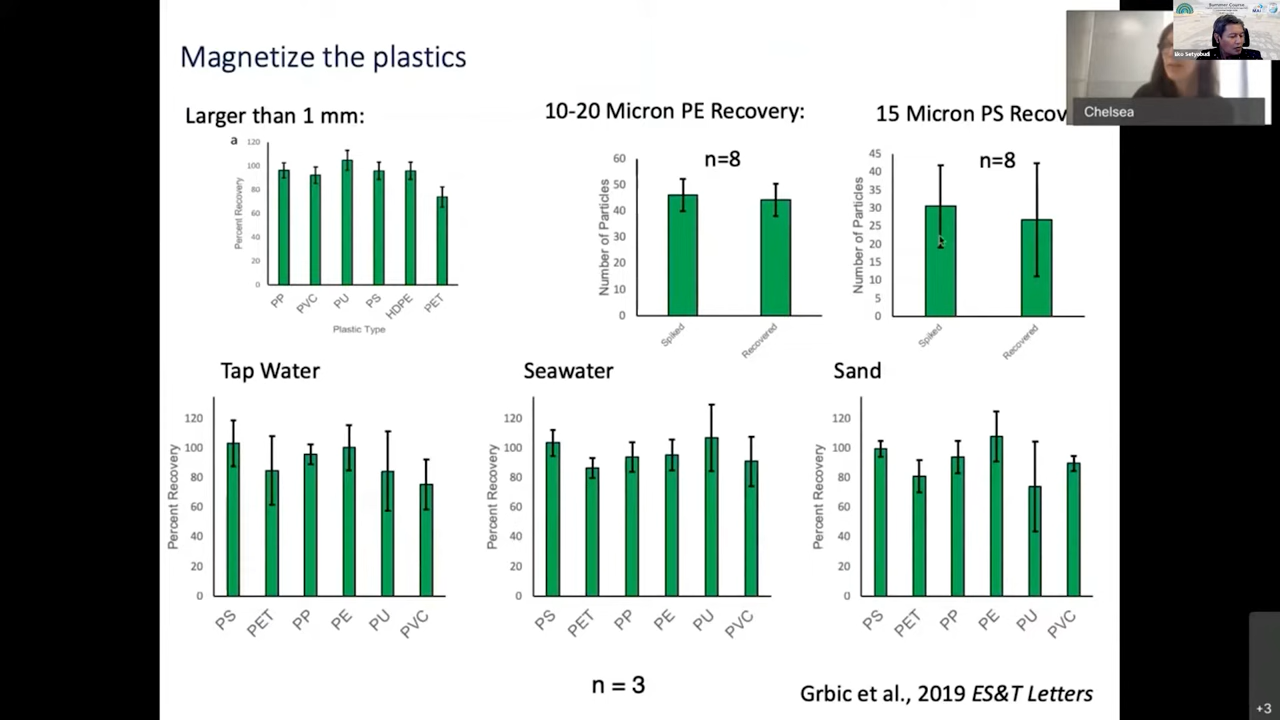 Magnetize the plastics
Summer Course
Eko Setyobudi
Chelsea
Larger than 1 mm:
a
120
100
80
60
40
20
0
Percent Recovery
PP
PVC
PU
PS
HDPE
PET
Plastic Type
10-20 Micron PE Recovery:
n=8
60
50
40
30
20
10
0
Number of Particles
Spiked
Recovered
15 Micron PS Recov
n=8
45
40
35
30
25
20
15
10
5
0
Number of Particles
Spiked
Recovered
Tap Water
120
100
80
60
40
20
0
Percent Recovery
PS
PET
PP
PE
PU
PVC
Seawater
120
100
80
60
40
20
0
Percent Recovery
PS
PET
PP
PE
PU
PVC
Sand
120
100
80
60
40
20
0
Percent Recovery
PS
PET
PP
PE
PU
PVC
n = 3
Grbic et al., 2019 ES&T Letters
+3